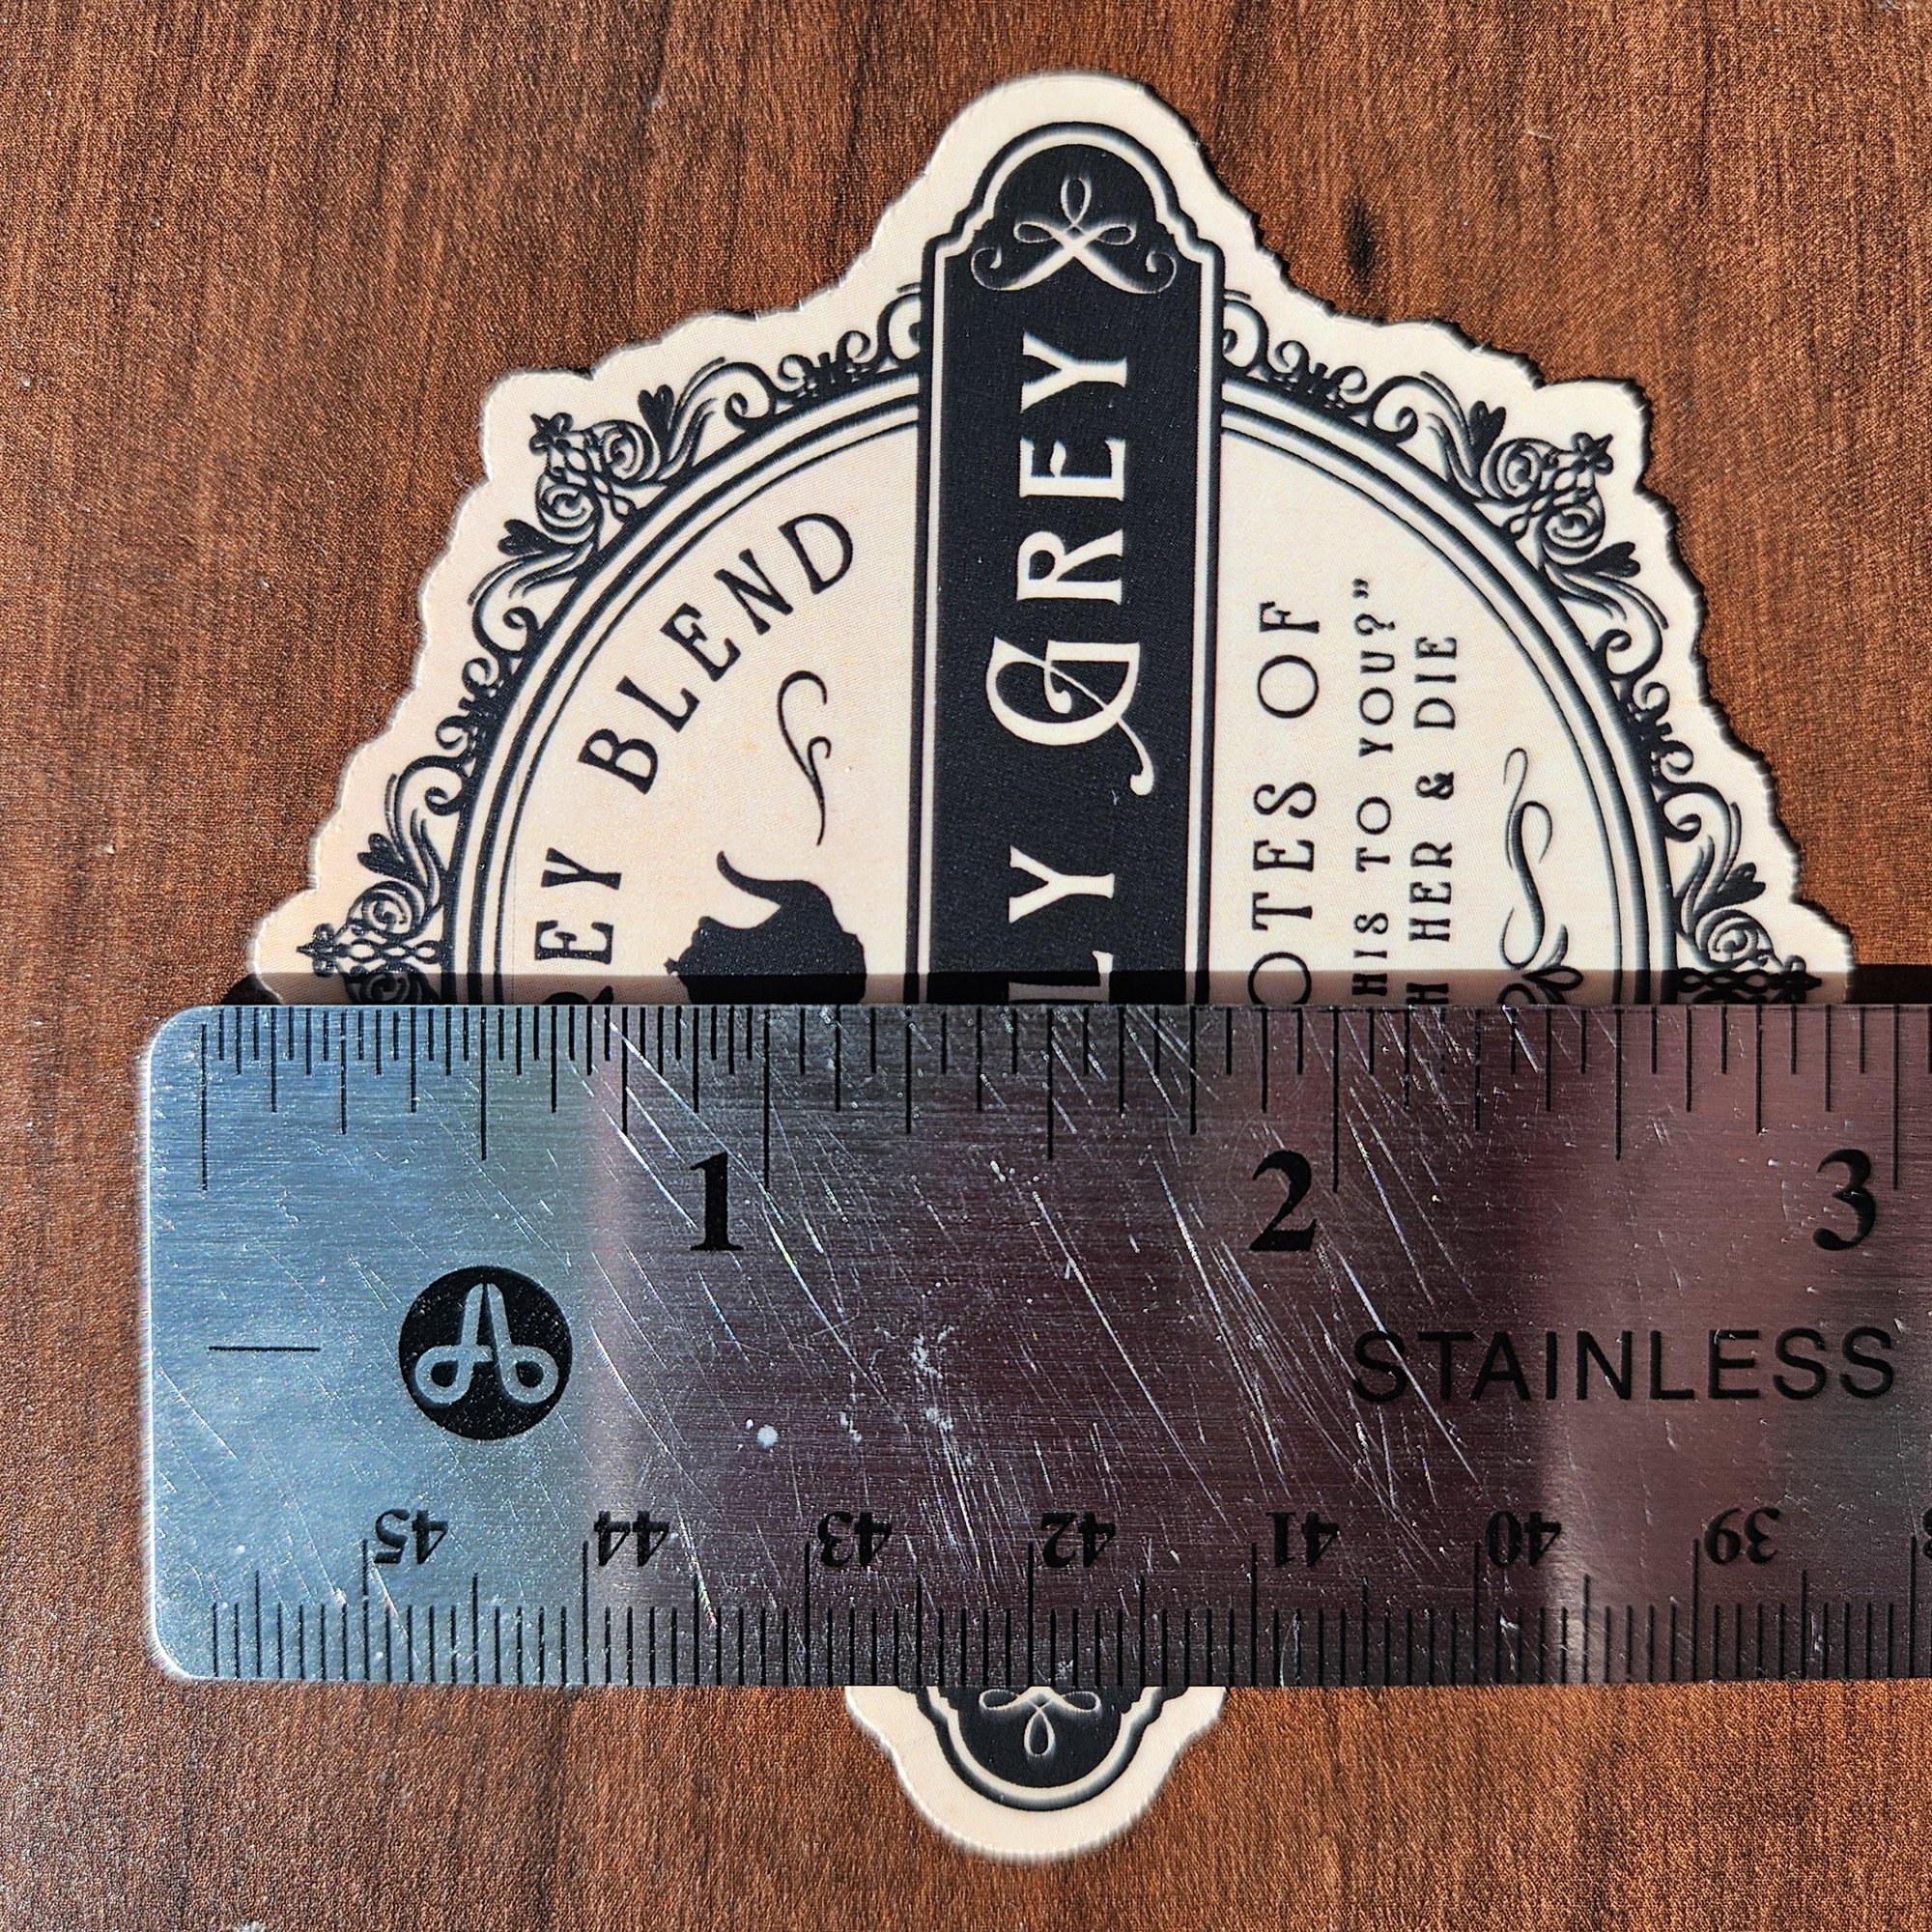 EY BLEND
LY GREY
OTES OF
HIS TO YOU?”
H HER & DIE
1 2 3
STAINLESS
45 44 43 42 41 40 39